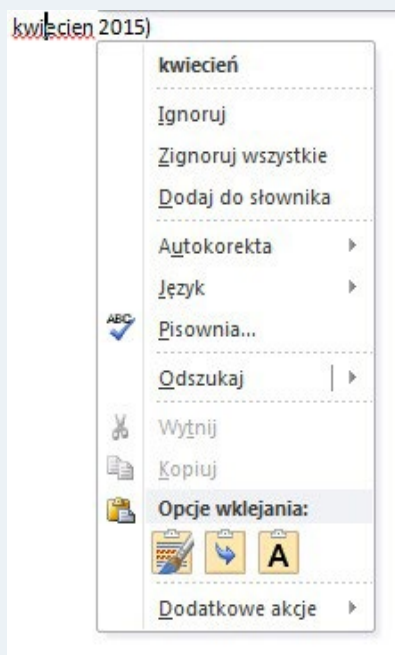 kwiecien 2015)
kwiecień
Ignoruj
Zignoruj wszystkie
Dodaj do słownika
Autokorekta
Język
ABC
Pisownia...
Odszukaj
Wytnij
Kopiuj
Opcje wklejania:
A
Dodatkowe akcje